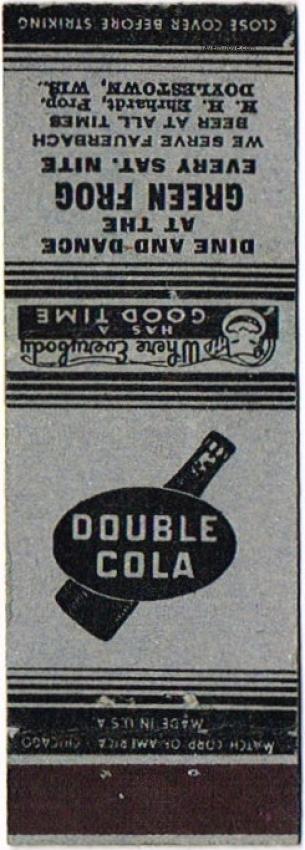 CLOSE COVER BEFORE STRIKING
DINE AND DANCE
AT THE
GREEN FROG
EVERY SAT. NITE
WE SERVE FAUERBACH
BEER AT ALL TIMES
H. H. Ehrhardt, Prop.
DOYLESTOWN, WIS.
Where Everybody
HAS
A
GOOD TIME
DOUBLE
COLA
MADE IN U.S.A.
MATCH CORP. OF AMERICA, CHICAGO